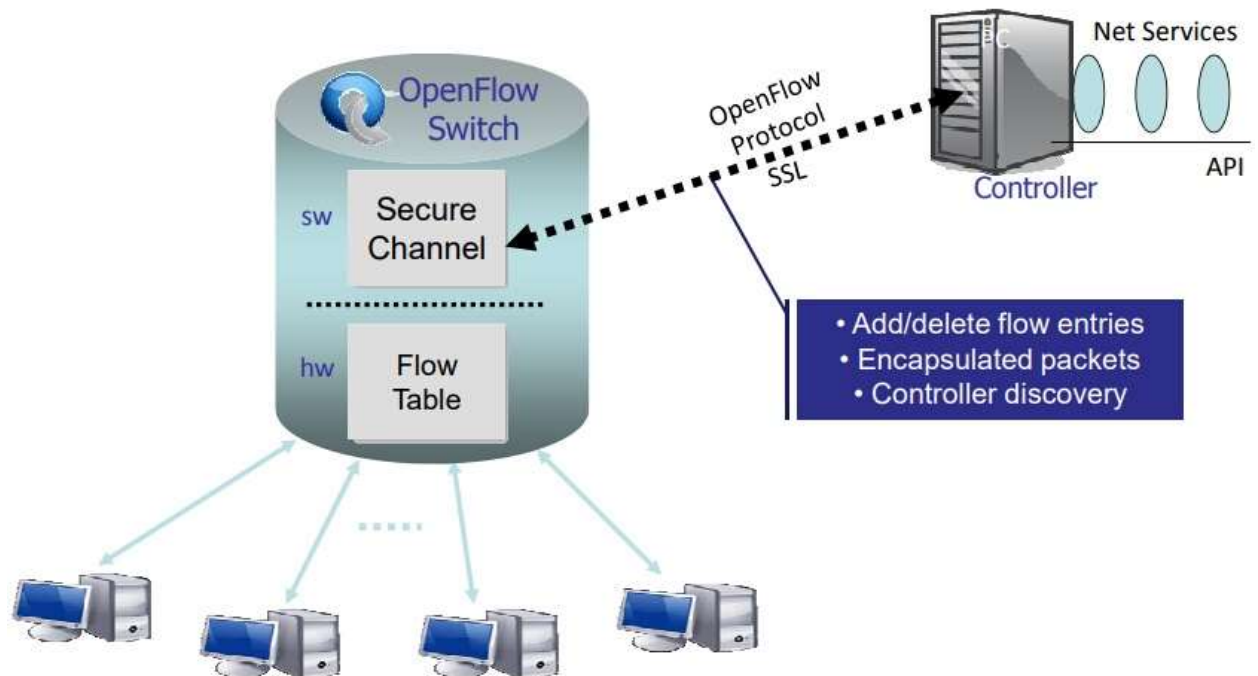 OpenFlow
Switch
sw
Secure
Channel
hw
Flow
Table
OpenFlow
Protocol
SSL
C
Net Services
API
Controller
• Add/delete flow entries
• Encapsulated packets
• Controller discovery